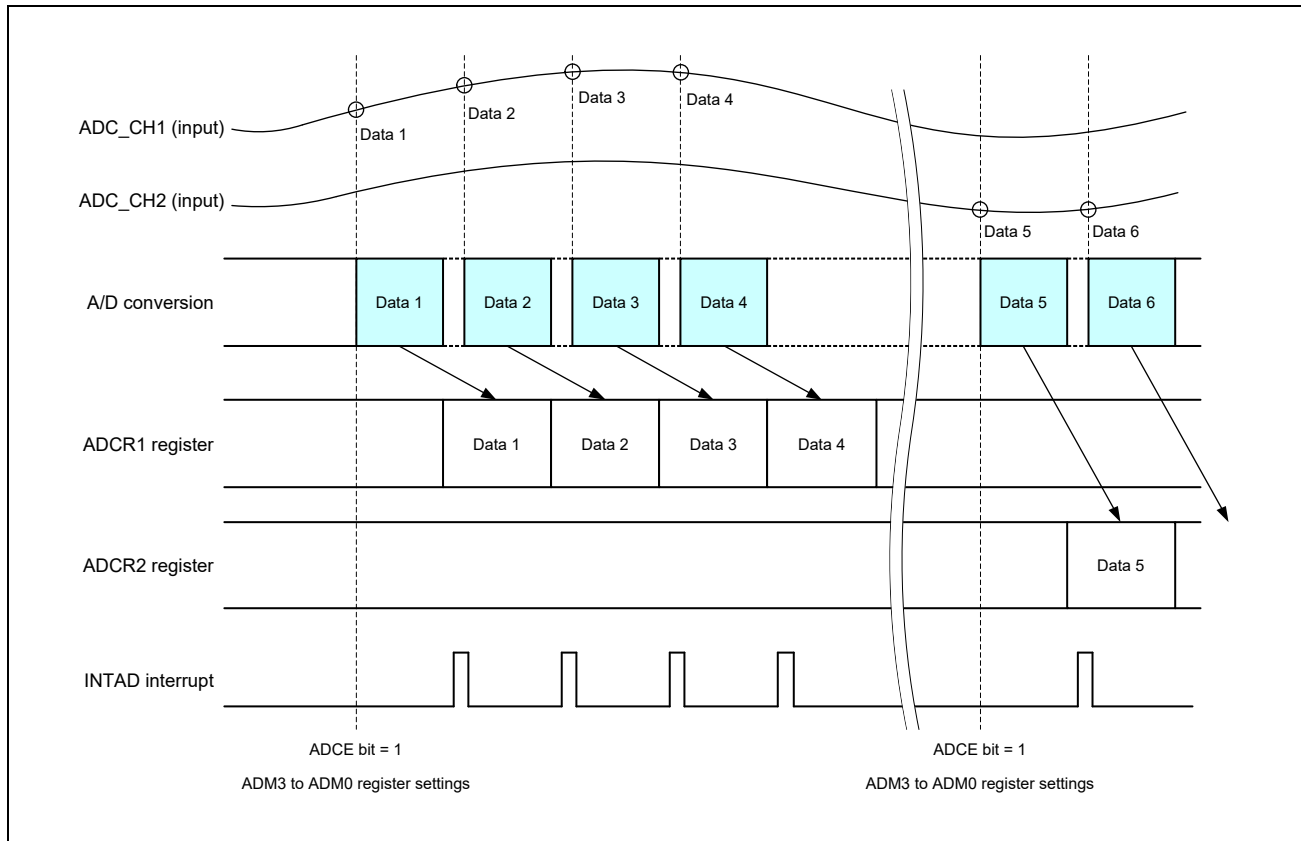 ADC_CH1 (input)
Data 1
Data 2
Data 3
Data 4
ADC_CH2 (input)
Data 5
Data 6
A/D conversion
Data 1
Data 2
Data 3
Data 4
Data 5
Data 6
ADCR1 register
Data 1
Data 2
Data 3
Data 4
ADCR2 register
Data 5
INTAD interrupt
ADCE bit = 1
ADM3 to ADM0 register settings
ADCE bit = 1
ADM3 to ADM0 register settings